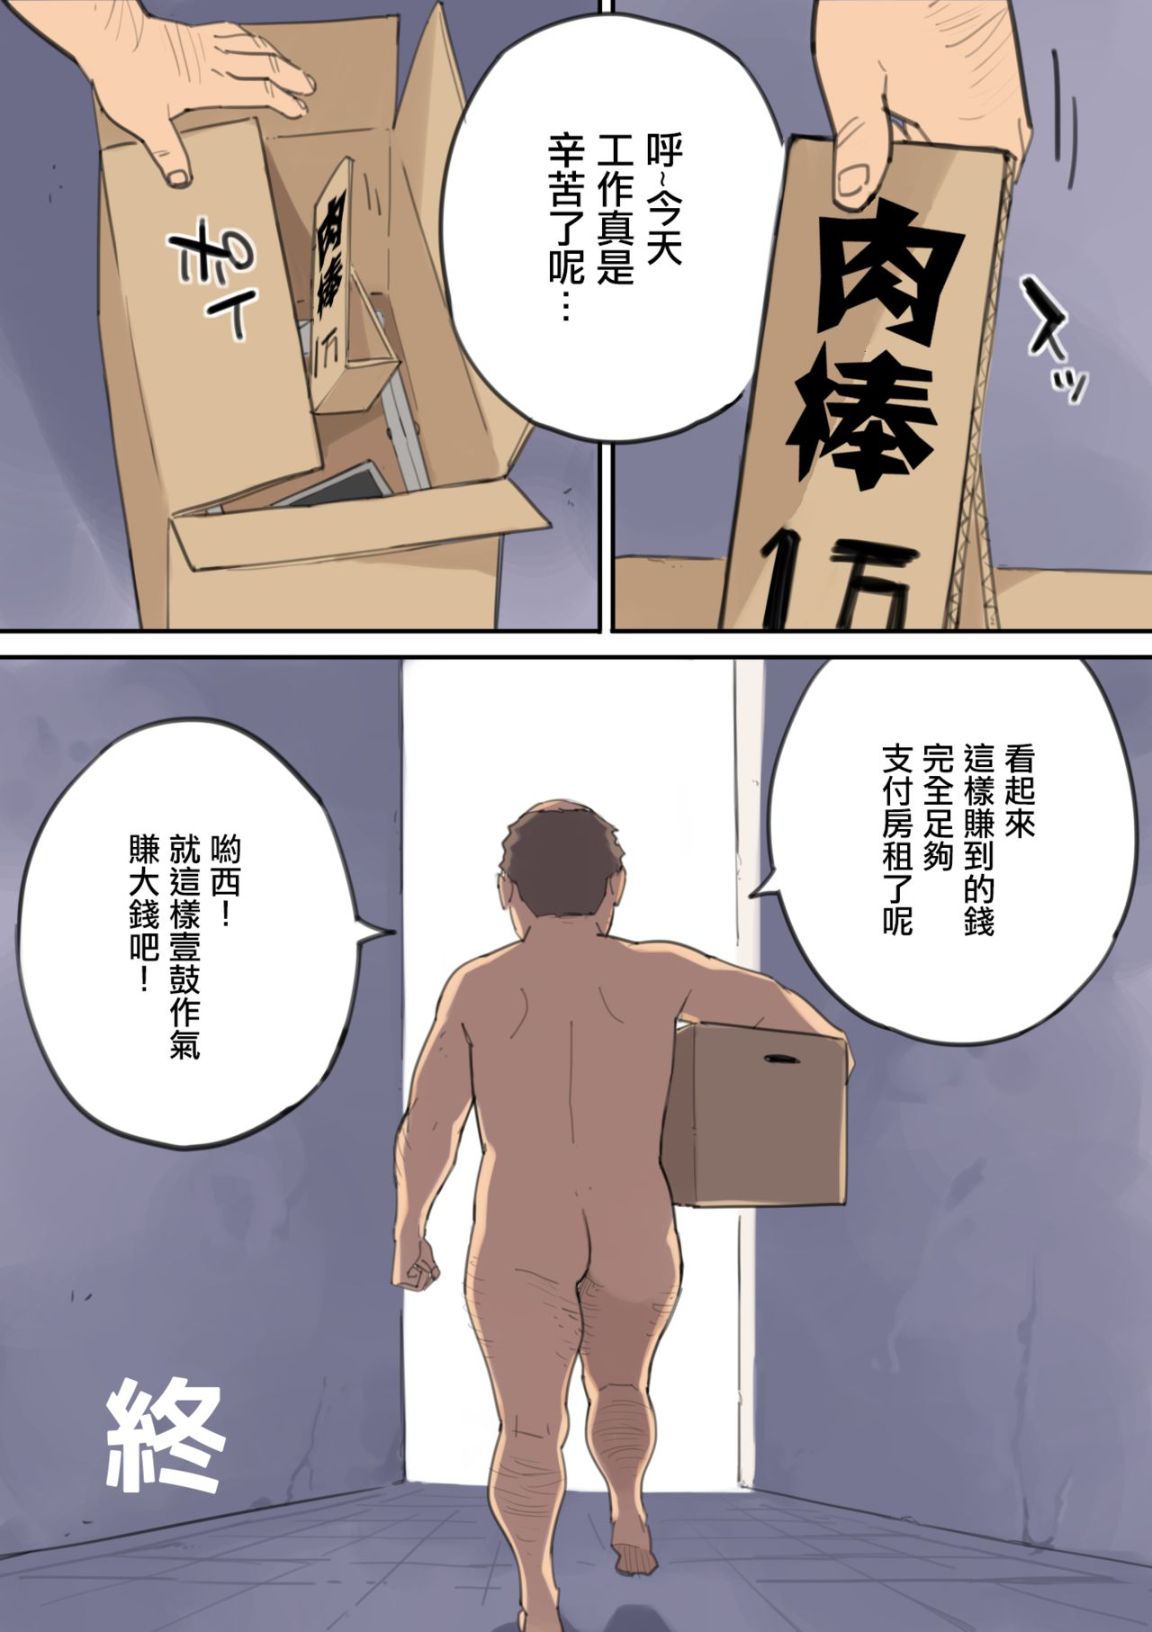 肉棒
1万
スッ
呼~今天
工作真是
辛苦了呢…
肉棒
1万
看起來
這樣賺到的錢
完全足夠
支付房租了呢
喲西！
就這樣壹鼓作氣
賺大錢吧！
終